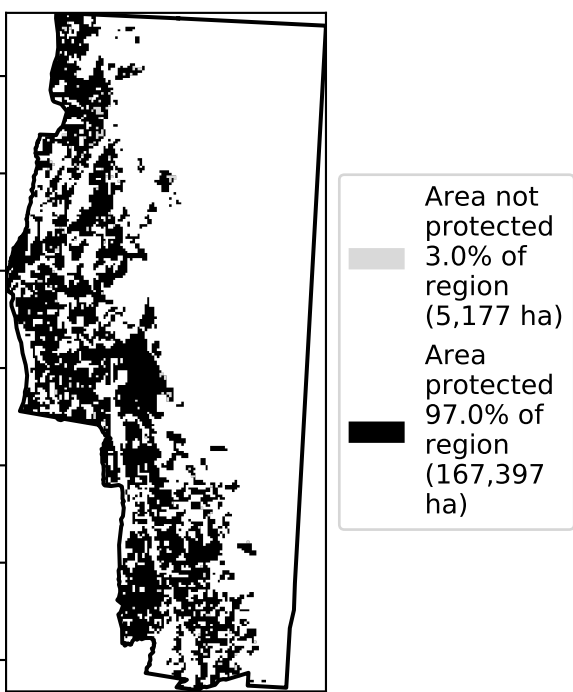 Area not
protected
3.0% of
region
(5,177 ha)
Area
protected
97.0% of
region
(167,397
ha)